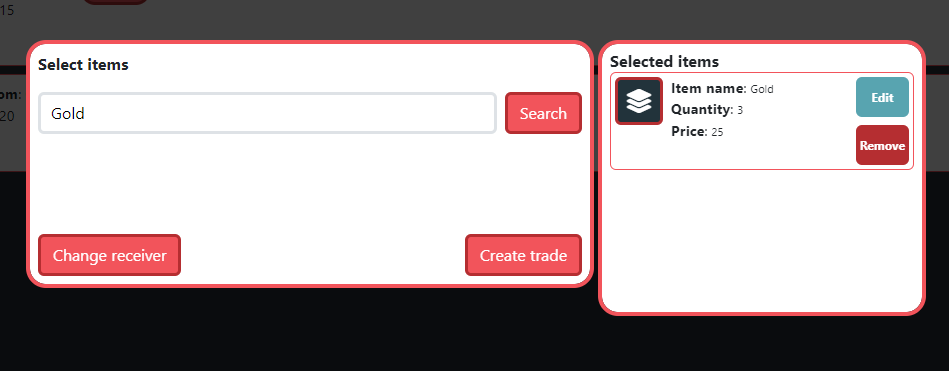 15
om:
20
Select items
Gold
Search
Change receiver
Create trade
Selected items
Item name: Gold
Quantity: 3
Price: 25
Edit
Remove